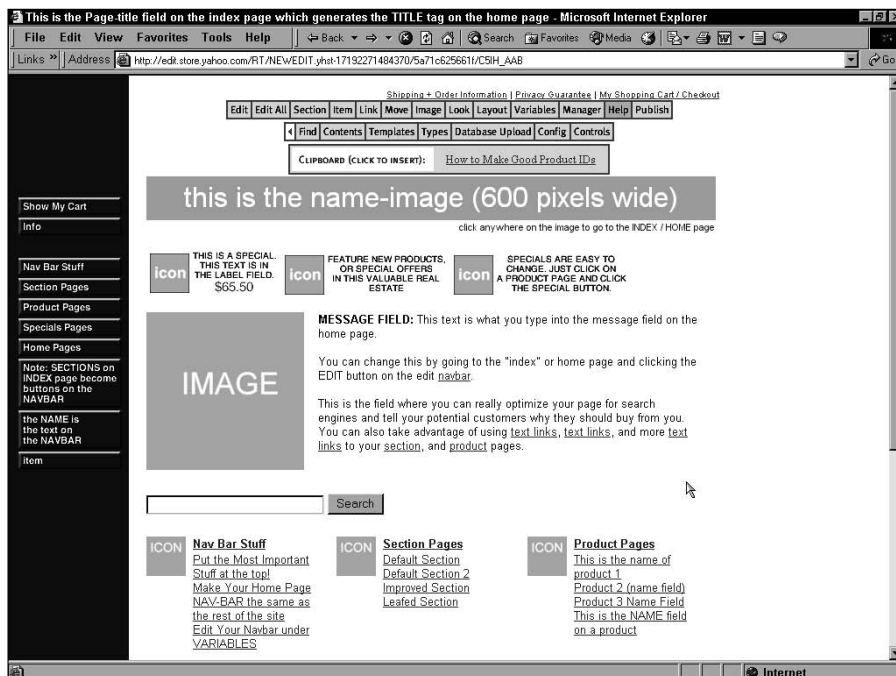 This is the Page-title field on the index page which generates the TITLE tag on the home page - Microsoft Internet Explorer
File Edit View Favorites Tools Help Back Search Favorites Media
Links » Address http://edit.store.yahoo.com/RT/NEWEDIT.yhst-17192271484370/5a71c625661f/C5IH_AAB Go
Shipping + Order Information | Privacy Guarantee | My Shopping Cart / Checkout
Edit Edit All Section Item Link Move Image Look Layout Variables Manager Help Publish
Find Contents Templates Types Database Upload Config Controls
CLIPBOARD (CLICK TO INSERT): How to Make Good Product IDs
this is the name-image (600 pixels wide)
click anywhere on the image to go to the INDEX / HOME page
Show My Cart
Info
Nav Bar Stuff
Section Pages
Product Pages
Specials Pages
Home Pages
Note: SECTIONS on
INDEX page become
buttons on the
NAVBAR
the NAME is
the text on
the NAVBAR
item
icon
THIS IS A SPECIAL.
THIS TEXT IS IN
THE LABEL FIELD.
$65.50
icon
FEATURE NEW PRODUCTS,
OR SPECIAL OFFERS
IN THIS VALUABLE REAL
ESTATE
icon
SPECIALS ARE EASY TO
CHANGE. JUST CLICK ON
A PRODUCT PAGE AND CLICK
THE SPECIAL BUTTON.
IMAGE
MESSAGE FIELD: This text is what you type into the message field on the
home page.
You can change this by going to the "index" or home page and clicking the
EDIT button on the edit navbar.
This is the field where you can really optimize your page for search
engines and tell your potential customers why they should buy from you.
You can also take advantage of using text links, text links, and more text
links to your section, and product pages.
Search
ICON
Nav Bar Stuff
Put the Most Important
Stuff at the top!
Make Your Home Page
NAV-BAR the same as
the rest of the site
Edit Your Navbar under
VARIABLES
ICON
Section Pages
Default Section
Default Section 2
Improved Section
Leafed Section
ICON
Product Pages
This is the name of
product 1
Product 2 (name field)
Product 3 Name Field
This is the NAME field
on a product
Internet